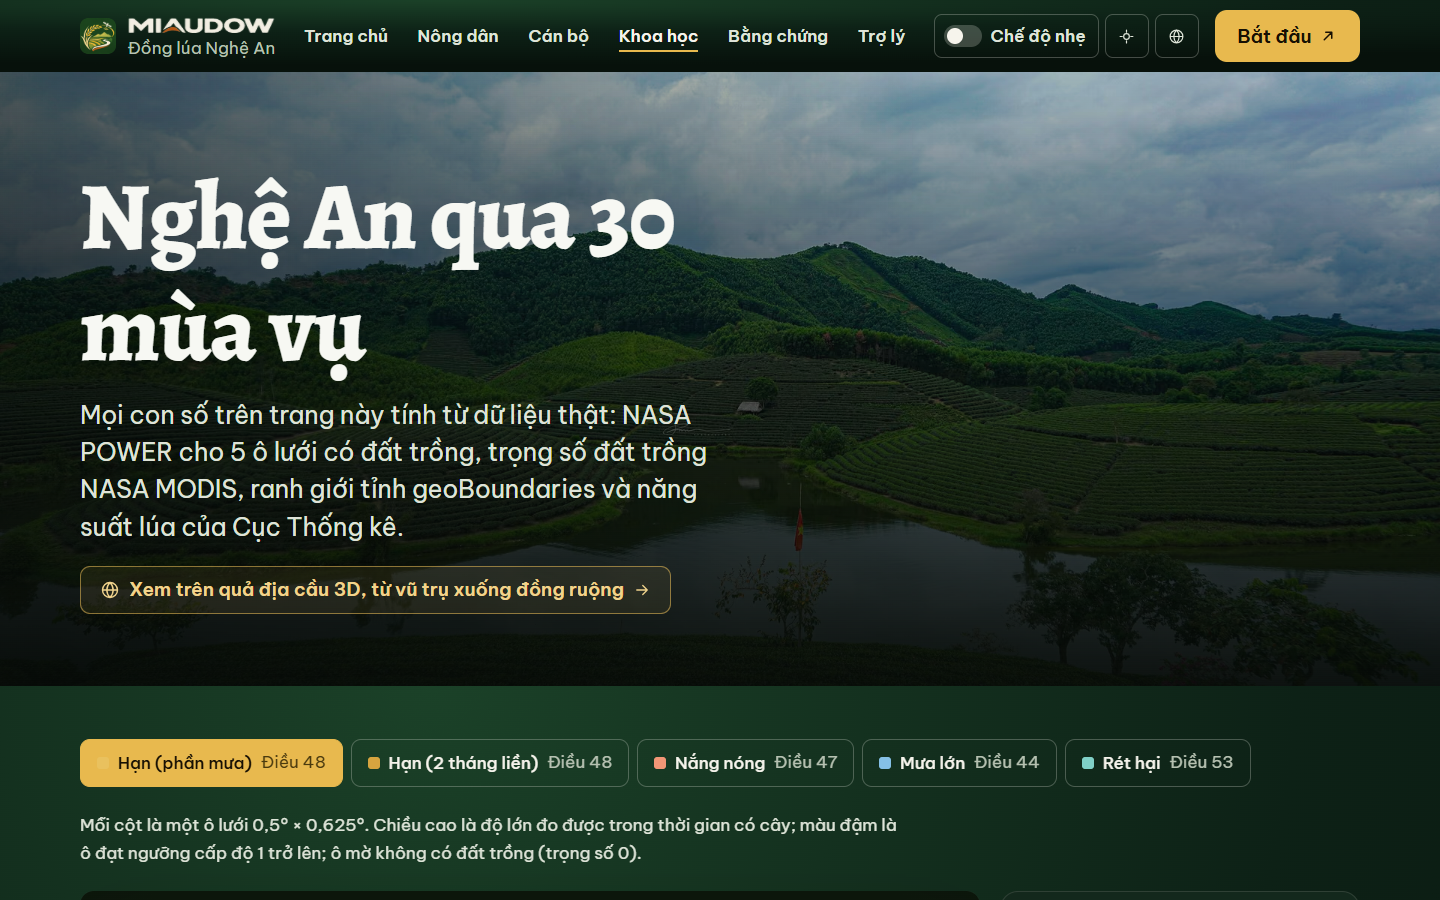 MIAUDOW
Đồng lúa Nghệ An
Trang chủ
Nông dân
Cán bộ
Khoa học
Bằng chứng
Trợ lý
Chế độ nhẹ
Bắt đầu
Nghệ An qua 30
mùa vụ
Mọi con số trên trang này tính từ dữ liệu thật: NASA
POWER cho 5 ô lưới có đất trồng, trọng số đất trồng
NASA MODIS, ranh giới tỉnh geoBoundaries và năng
suất lúa của Cục Thống kê.
Xem trên quả địa cầu 3D, từ vũ trụ xuống đồng ruộng →
Hạn (phần mưa) Điều 48
Hạn (2 tháng liền) Điều 48
Nắng nóng Điều 47
Mưa lớn Điều 44
Rét hại Điều 53
Mỗi cột là một ô lưới 0,5° × 0,625°. Chiều cao là độ lớn đo được trong thời gian có cây; màu đậm là
ô đạt ngưỡng cấp độ 1 trở lên; ô mờ không có đất trồng (trọng số 0).